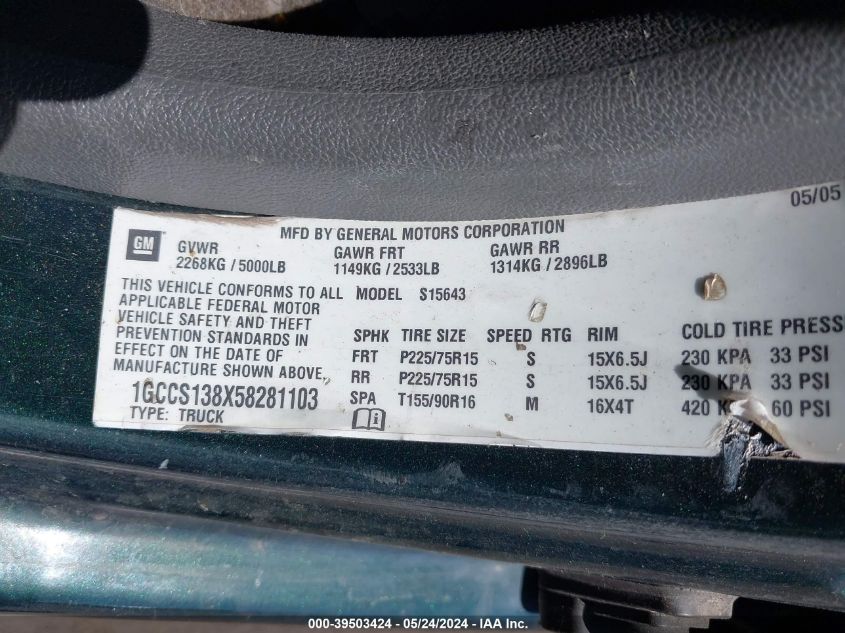 05/05
MFD BY GENERAL MOTORS CORPORATION
GM GVWR GAWR FRT GAWR RR
2268KG / 5000LB 1149KG / 2533LB 1314KG / 2896LB
THIS VEHICLE CONFORMS TO ALL MODEL S15643
APPLICABLE FEDERAL MOTOR
VEHICLE SAFETY AND THEFT
PREVENTION STANDARDS IN SPHK TIRE SIZE SPEED RTG RIM COLD TIRE PRESS
EFFECT ON THE DATE OF FRT P225/75R15 S 15X6.5J 230 KPA 33 PSI
MANUFACTURE SHOWN ABOVE. RR P225/75R15 S 15X6.5J 230 KPA 33 PSI
1GCCS138X58281103 SPA T155/90R16 M 16X4T 420 60 PSI
TYPE: TRUCK
000-39503424 - 05/24/2024 - IAA Inc.